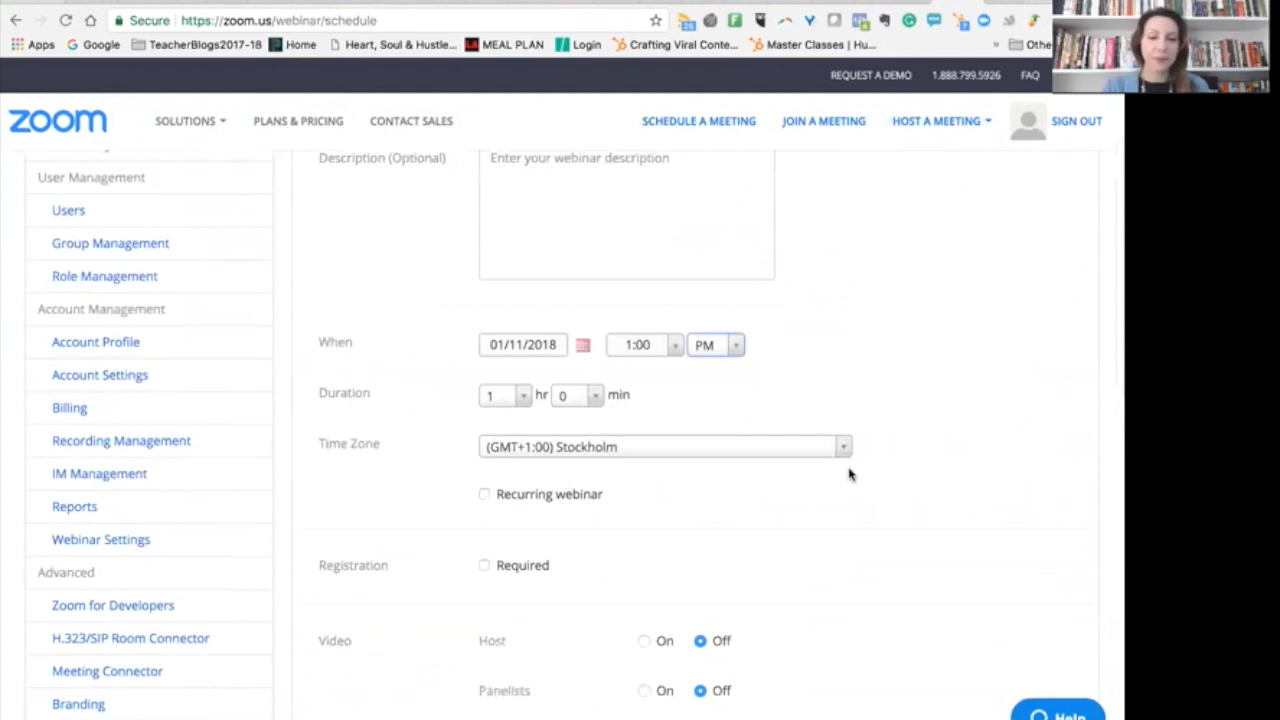 Secure https://zoom.us/webinar/schedule
Apps Google TeacherBlogs2017-18 Home Heart, Soul & Hustle... MEAL PLAN Login Crafting Viral Conte... Master Classes | Hu... » Othe
REQUEST A DEMO 1.888.799.5926 FAQ
zoom SOLUTIONS PLANS & PRICING CONTACT SALES SCHEDULE A MEETING JOIN A MEETING HOST A MEETING SIGN OUT
User Management
Users
Group Management
Role Management
Account Management
Account Profile
Account Settings
Billing
Recording Management
IM Management
Reports
Webinar Settings
Advanced
Zoom for Developers
H.323/SIP Room Connector
Meeting Connector
Branding
Description (Optional) Enter your webinar description
When 01/11/2018 1:00 PM
Duration 1 hr 0 min
Time Zone (GMT+1:00) Stockholm
Recurring webinar
Registration Required
Video Host On Off
Panelists On Off
Help